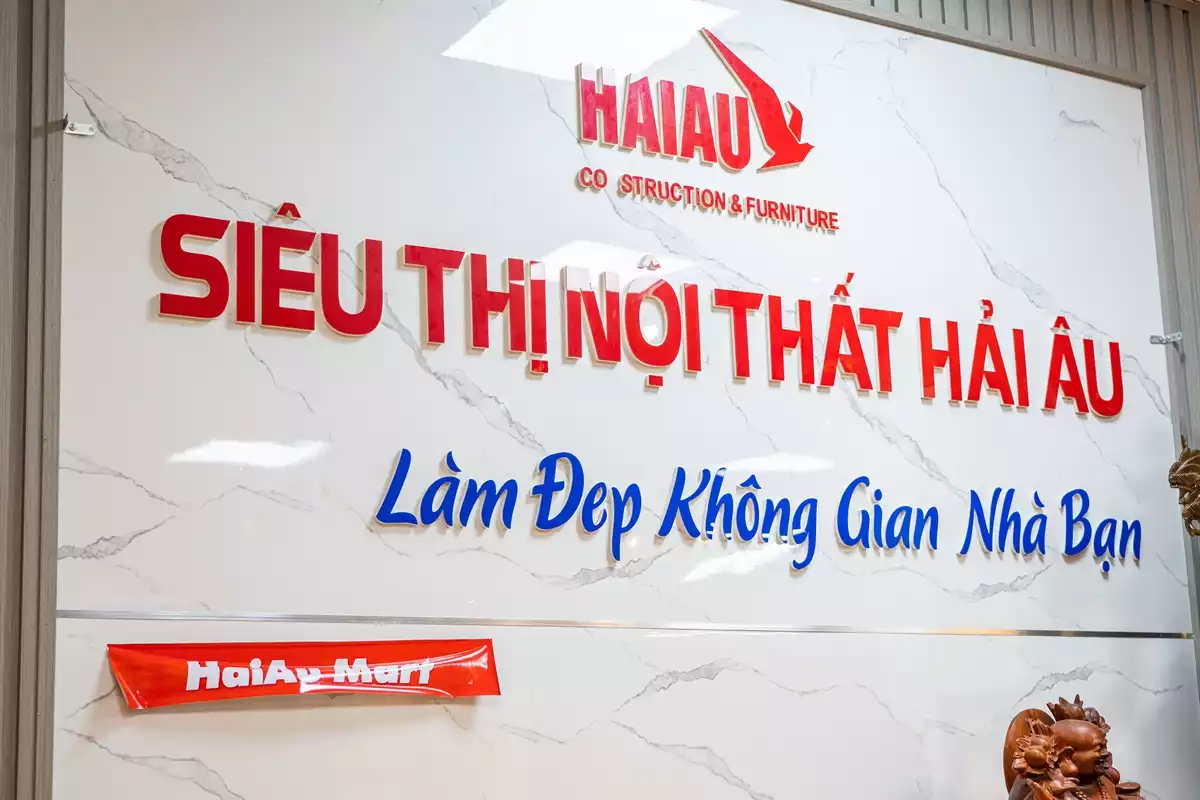 HAIAU
CO STRUCTION & FURNITURE
SIÊU THỊ NỘI THẤT HẢI ÂU
Làm Đẹp Không Gian Nhà Bạn
HaiAu Mart